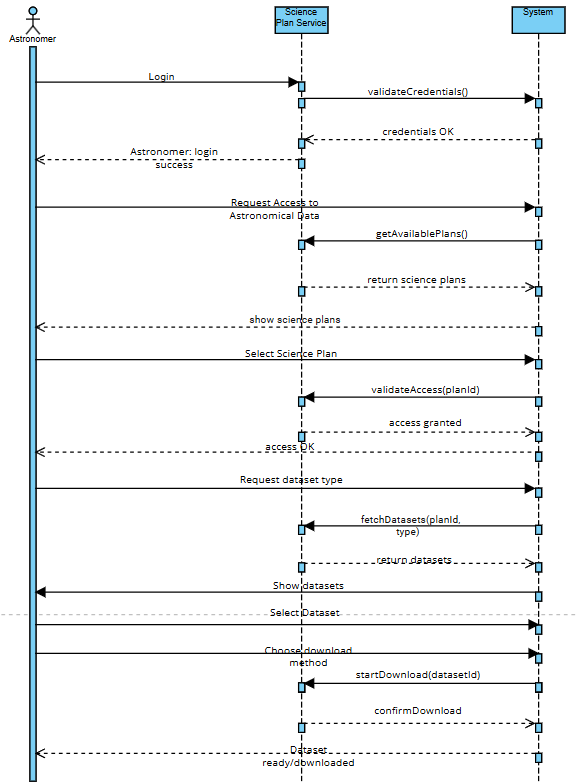 Astronomer
Science
Plan Service
System
Login
validateCredentials()
credentials OK
Astronomer: login
success
Request Access to
Astronomical Data
getAvailablePlans()
return science plans
show science plans
Select Science Plan
validateAccess(planId)
access granted
access OK
Request dataset type
fetchDatasets(planId,
type)
return datasets
Show datasets
Select Dataset
Choose download
method
startDownload(datasetId)
confirmDownload
Dataset
ready/downloaded